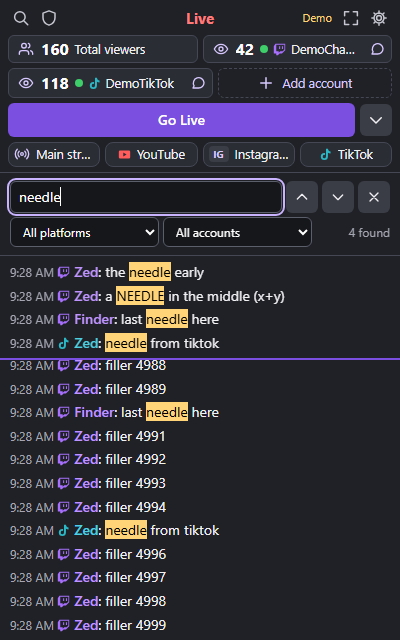 Live
Demo
160 Total viewers
42 DemoCha...
118 DemoTikTok
Add account
Go Live
Main str...
YouTube
IG Instagra...
TikTok
needle
All platforms
All accounts
4 found
9:28 AM Zed: the needle early
9:28 AM Zed: a NEEDLE in the middle (x+y)
9:28 AM Finder: last needle here
9:28 AM Zed: needle from tiktok
9:28 AM Zed: filler 4988
9:28 AM Zed: filler 4989
9:28 AM Finder: last needle here
9:28 AM Zed: filler 4991
9:28 AM Zed: filler 4992
9:28 AM Zed: filler 4993
9:28 AM Zed: filler 4994
9:28 AM Zed: needle from tiktok
9:28 AM Zed: filler 4996
9:28 AM Zed: filler 4997
9:28 AM Zed: filler 4998
9:28 AM Zed: filler 4999